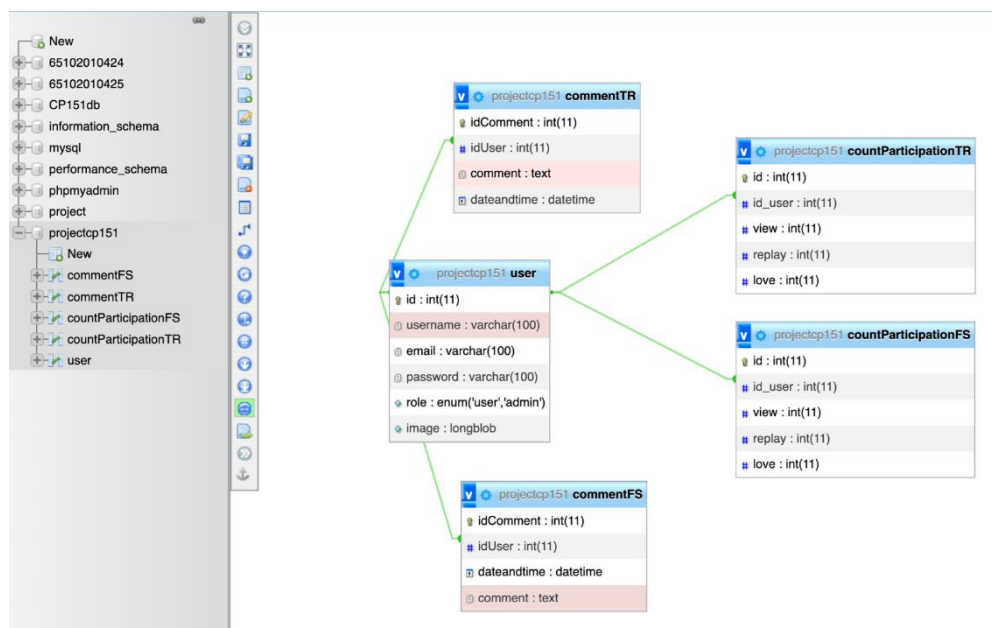 New
65102010424
65102010425
CP151db
information_schema
mysql
performance_schema
phpmyadmin
project
projectcp151
New
commentFS
commentTR
countParticipationFS
countParticipationTR
user
projectcp151 commentTR
idComment : int(11)
idUser : int(11)
comment : text
dateandtime : datetime
projectcp151 user
id : int(11)
username : varchar(100)
email : varchar(100)
password : varchar(100)
role : enum('user','admin')
image : longblob
projectcp151 commentFS
idComment : int(11)
idUser : int(11)
dateandtime : datetime
comment : text
projectcp151 countParticipationTR
id : int(11)
id_user : int(11)
view : int(11)
replay : int(11)
love : int(11)
projectcp151 countParticipationFS
id : int(11)
id_user : int(11)
view : int(11)
replay : int(11)
love : int(11)